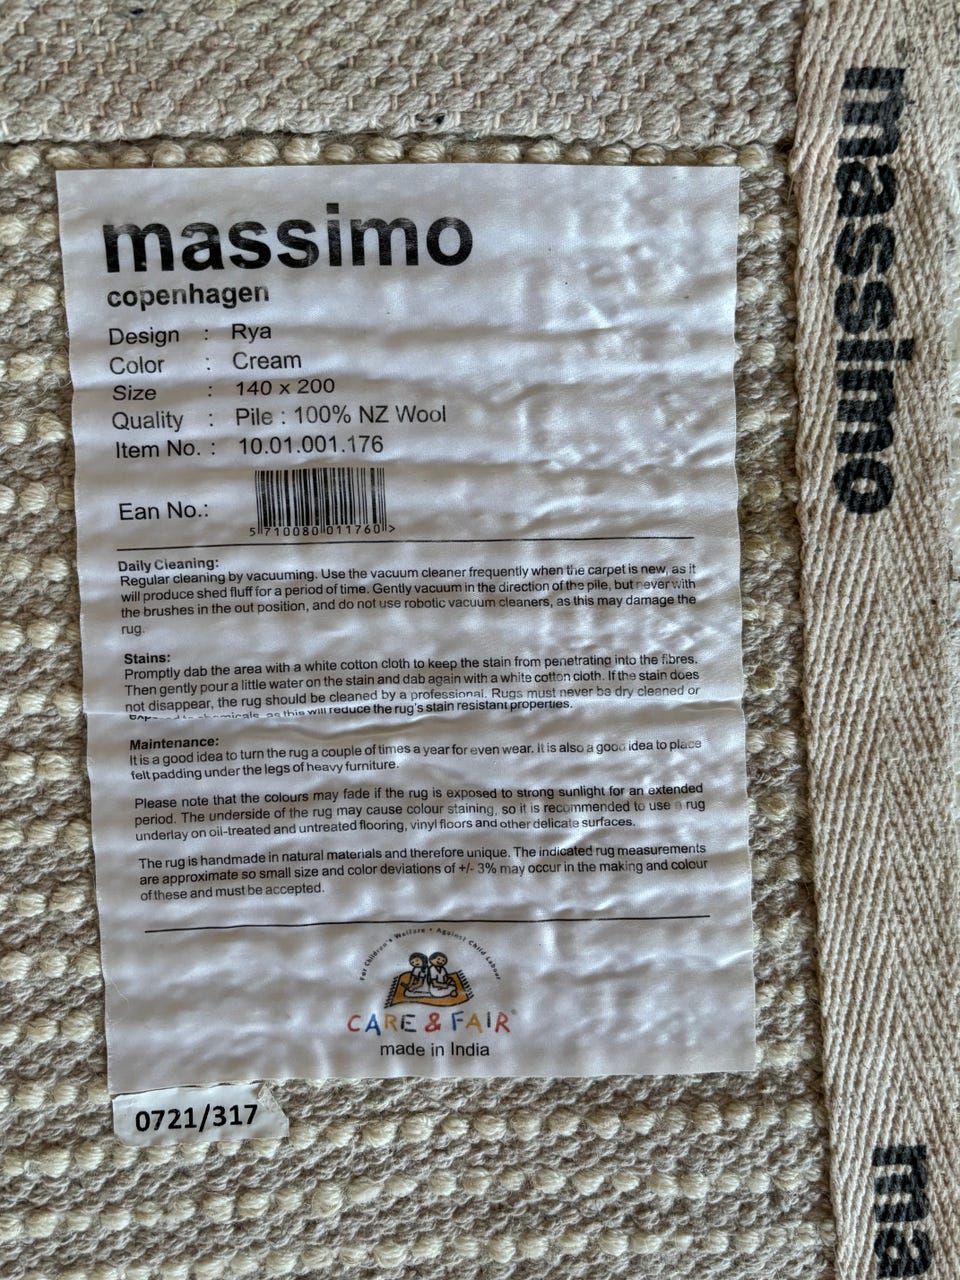 massimo
copenhagen
Design : Rya
Color : Cream
Size : 140 x 200
Quality : Pile : 100% NZ Wool
Item No. : 10.01.001.176
Ean No.:
5 710080 011760 >
Daily Cleaning:
Regular cleaning by vacuuming. Use the vacuum cleaner frequently when the carpet is new, as it
will produce shed fluff for a period of time. Gently vacuum in the direction of the pile, but never with
the brushes in the out position, and do not use robotic vacuum cleaners, as this may damage the
rug.
Stains:
Promptly dab the area with a white cotton cloth to keep the stain from penetrating into the fibres.
Then gently pour a little water on the stain and dab again with a white cotton cloth. If the stain does
not disappear, the rug should be cleaned by a professional. Rugs must never be dry cleaned or
exposed to chemicals, as this will reduce the rug's stain resistant properties.
Maintenance:
It is a good idea to turn the rug a couple of times a year for even wear. It is also a good idea to place
felt padding under the legs of heavy furniture.
Please note that the colours may fade if the rug is exposed to strong sunlight for an extended
period. The underside of the rug may cause colour staining, so it is recommended to use a rug
underlay on oil-treated and untreated flooring, vinyl floors and other delicate surfaces.
The rug is handmade in natural materials and therefore unique. The indicated rug measurements
are approximate so small size and color deviations of +/- 3% may occur in the making and colour
of these and must be accepted.
For Children's Welfare • Against Child Labour
CARE & FAIR
made in India
0721/317
massimo
ma